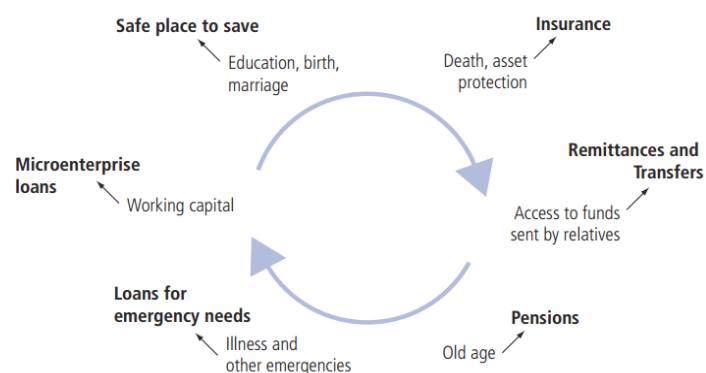 Safe place to save
Education, birth,
marriage
Insurance
Death, asset
protection
Microenterprise
loans
Working capital
Remittances and
Transfers
Access to funds
sent by relatives
Loans for
emergency needs
Illness and
other emergencies
Pensions
Old age